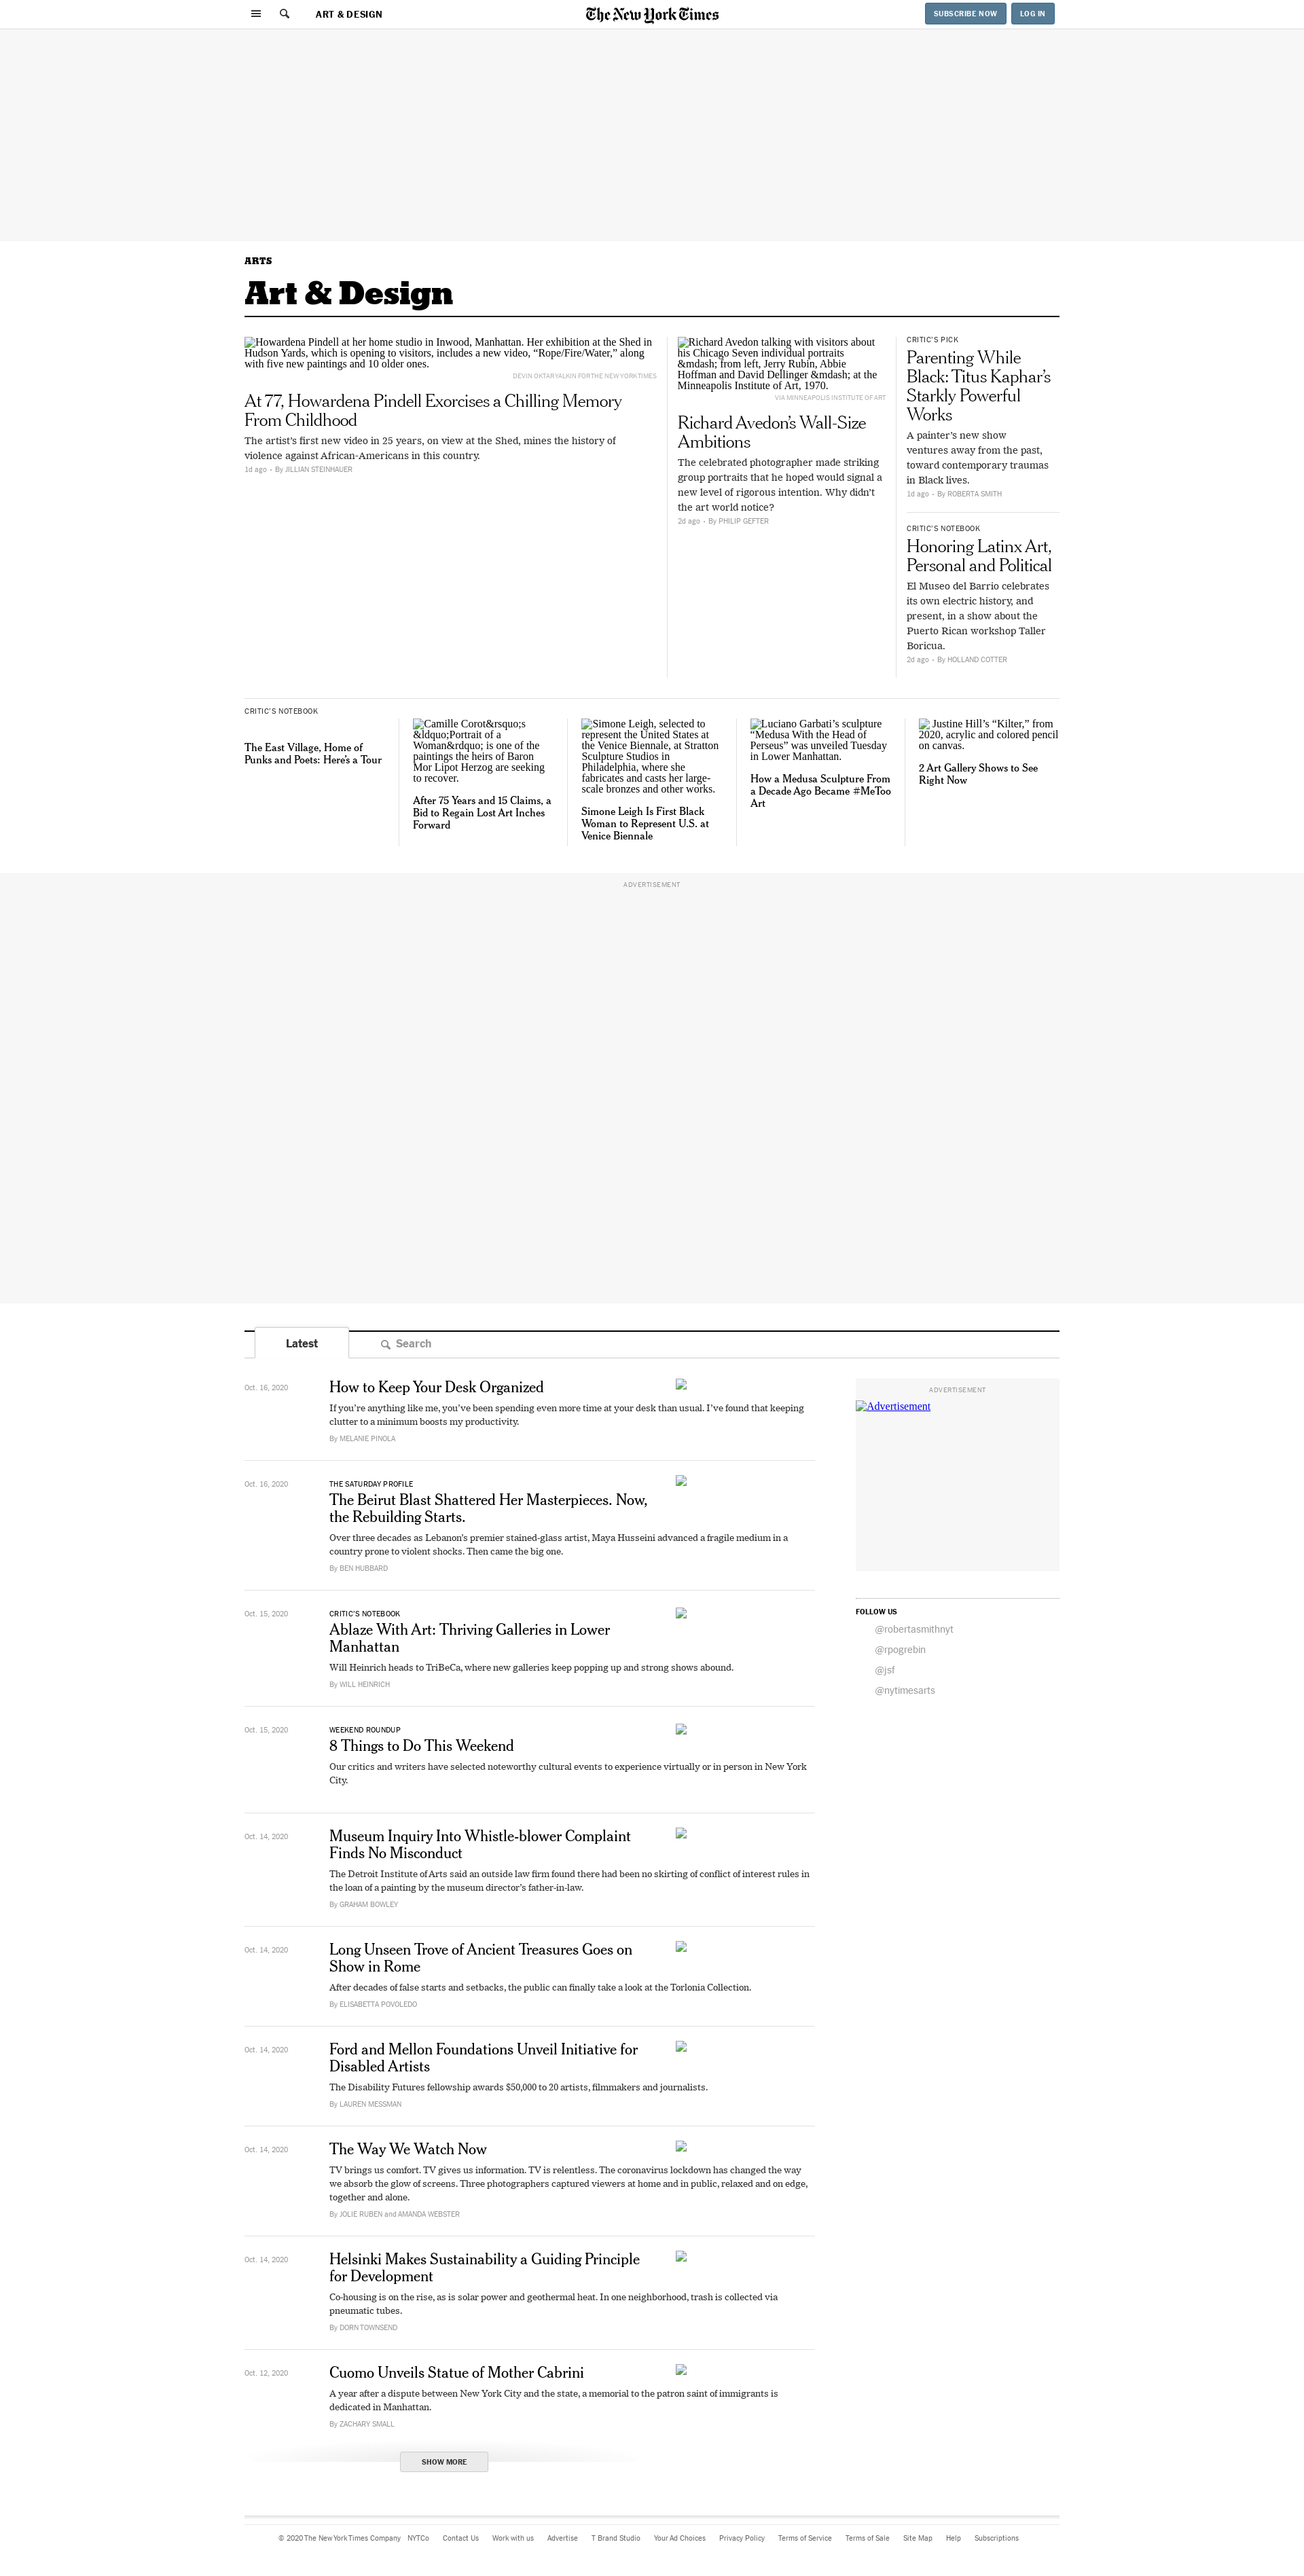 ART & DESIGN
The New York Times
SUBSCRIBE NOW
LOG IN
ARTS
Art & Design
Howardena Pindell at her home studio in Inwood, Manhattan. Her exhibition at the Shed in
Hudson Yards, which is opening to visitors, includes a new video, “Rope/Fire/Water,” along
with five new paintings and 10 older ones.
DEVIN OKTAR YALKIN FOR THE NEW YORK TIMES
At 77, Howardena Pindell Exorcises a Chilling Memory
From Childhood
The artist’s first new video in 25 years, on view at the Shed, mines the history of
violence against African-Americans in this country.
1d ago • By JILLIAN STEINHAUER
Richard Avedon talking with visitors about
his Chicago Seven individual portraits
&mdash; from left, Jerry Rubin, Abbie
Hoffman and David Dellinger &mdash; at the
Minneapolis Institute of Art, 1970.
VIA MINNEAPOLIS INSTITUTE OF ART
Richard Avedon’s Wall-Size
Ambitions
The celebrated photographer made striking
group portraits that he hoped would signal a
new level of rigorous intention. Why didn’t
the art world notice?
2d ago • By PHILIP GEFTER
CRITIC’S PICK
Parenting While
Black: Titus Kaphar’s
Starkly Powerful
Works
A painter’s new show
ventures away from the past,
toward contemporary traumas
in Black lives.
1d ago • By ROBERTA SMITH
CRITIC’S NOTEBOOK
Honoring Latinx Art,
Personal and Political
El Museo del Barrio celebrates
its own electric history, and
present, in a show about the
Puerto Rican workshop Taller
Boricua.
2d ago • By HOLLAND COTTER
CRITIC’S NOTEBOOK
The East Village, Home of
Punks and Poets: Here’s a Tour
Camille Corot&rsquo;s
&ldquo;Portrait of a
Woman&rdquo; is one of the
paintings the heirs of Baron
Mor Lipot Herzog are seeking
to recover.
After 75 Years and 15 Claims, a
Bid to Regain Lost Art Inches
Forward
Simone Leigh, selected to
represent the United States at
the Venice Biennale, at Stratton
Sculpture Studios in
Philadelphia, where she
fabricates and casts her large-
scale bronzes and other works.
Simone Leigh Is First Black
Woman to Represent U.S. at
Venice Biennale
Luciano Garbati’s sculpture
“Medusa With the Head of
Perseus” was unveiled Tuesday
in Lower Manhattan.
How a Medusa Sculpture From
a Decade Ago Became #MeToo
Art
Justine Hill’s “Kilter,” from
2020, acrylic and colored pencil
on canvas.
2 Art Gallery Shows to See
Right Now
ADVERTISEMENT
Latest
Search
Oct. 16, 2020
How to Keep Your Desk Organized
If you’re anything like me, you’ve been spending even more time at your desk than usual. I’ve found that keeping
clutter to a minimum boosts my productivity.
By MELANIE PINOLA
Oct. 16, 2020
THE SATURDAY PROFILE
The Beirut Blast Shattered Her Masterpieces. Now,
the Rebuilding Starts.
Over three decades as Lebanon’s premier stained-glass artist, Maya Husseini advanced a fragile medium in a
country prone to violent shocks. Then came the big one.
By BEN HUBBARD
Oct. 15, 2020
CRITIC’S NOTEBOOK
Ablaze With Art: Thriving Galleries in Lower
Manhattan
Will Heinrich heads to TriBeCa, where new galleries keep popping up and strong shows abound.
By WILL HEINRICH
Oct. 15, 2020
WEEKEND ROUNDUP
8 Things to Do This Weekend
Our critics and writers have selected noteworthy cultural events to experience virtually or in person in New York
City.
Oct. 14, 2020
Museum Inquiry Into Whistle-blower Complaint
Finds No Misconduct
The Detroit Institute of Arts said an outside law firm found there had been no skirting of conflict of interest rules in
the loan of a painting by the museum director’s father-in-law.
By GRAHAM BOWLEY
Oct. 14, 2020
Long Unseen Trove of Ancient Treasures Goes on
Show in Rome
After decades of false starts and setbacks, the public can finally take a look at the Torlonia Collection.
By ELISABETTA POVOLEDO
Oct. 14, 2020
Ford and Mellon Foundations Unveil Initiative for
Disabled Artists
The Disability Futures fellowship awards $50,000 to 20 artists, filmmakers and journalists.
By LAUREN MESSMAN
Oct. 14, 2020
The Way We Watch Now
TV brings us comfort. TV gives us information. TV is relentless. The coronavirus lockdown has changed the way
we absorb the glow of screens. Three photographers captured viewers at home and in public, relaxed and on edge,
together and alone.
By JOLIE RUBEN and AMANDA WEBSTER
Oct. 14, 2020
Helsinki Makes Sustainability a Guiding Principle
for Development
Co-housing is on the rise, as is solar power and geothermal heat. In one neighborhood, trash is collected via
pneumatic tubes.
By DORN TOWNSEND
Oct. 12, 2020
Cuomo Unveils Statue of Mother Cabrini
A year after a dispute between New York City and the state, a memorial to the patron saint of immigrants is
dedicated in Manhattan.
By ZACHARY SMALL
SHOW MORE
ADVERTISEMENT
Advertisement
FOLLOW US
@robertasmithnyt
@rpogrebin
@jsf
@nytimesarts
© 2020 The New York Times Company NYTCo Contact Us Work with us Advertise T Brand Studio Your Ad Choices Privacy Policy Terms of Service Terms of Sale Site Map Help Subscriptions